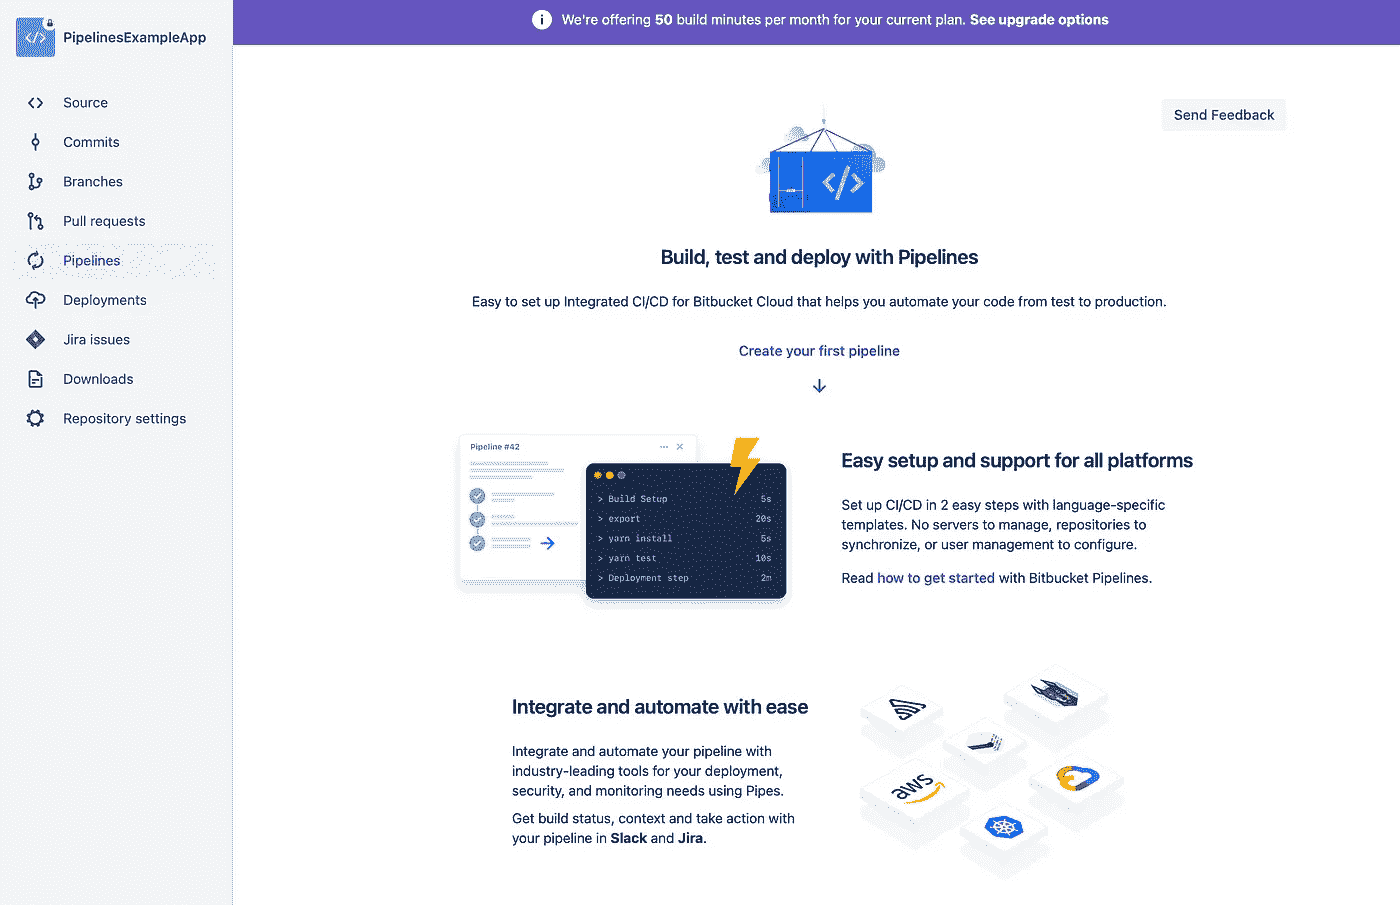 PipelinesExampleApp
We're offering 50 build minutes per month for your current plan. See upgrade options
Source
Commits
Branches
Pull requests
Pipelines
Deployments
Jira issues
Downloads
Repository settings
Send Feedback
Build, test and deploy with Pipelines
Easy to set up Integrated CI/CD for Bitbucket Cloud that helps you automate your code from test to production.
Create your first pipeline
Pipeline #42
> Build Setup 5s
> export 20s
> yarn install 5s
> yarn test 10s
> Deployment step 2m
Easy setup and support for all platforms
Set up CI/CD in 2 easy steps with language-specific
templates. No servers to manage, repositories to
synchronize, or user management to configure.
Read how to get started with Bitbucket Pipelines.
Integrate and automate with ease
Integrate and automate your pipeline with
industry-leading tools for your deployment,
security, and monitoring needs using Pipes.
Get build status, context and take action with
your pipeline in Slack and Jira.
aws